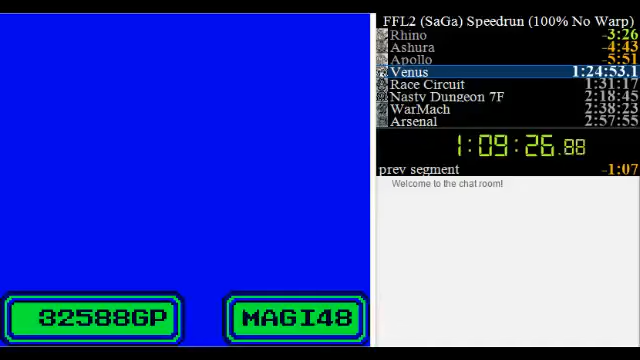 FFL2 (SaGa) Speedrun (100% No Warp)
Rhino -3:26
Ashura -4:43
Apollo -5:51
Venus 1:24:53.1
Race Circuit 1:31:17
Nasty Dungeon 7F 2:18:45
WarMach 2:38:23
Arsenal 2:57:55
1:09:26.88
prev segment -1:07
Welcome to the chat room!
32588GP MAGI48